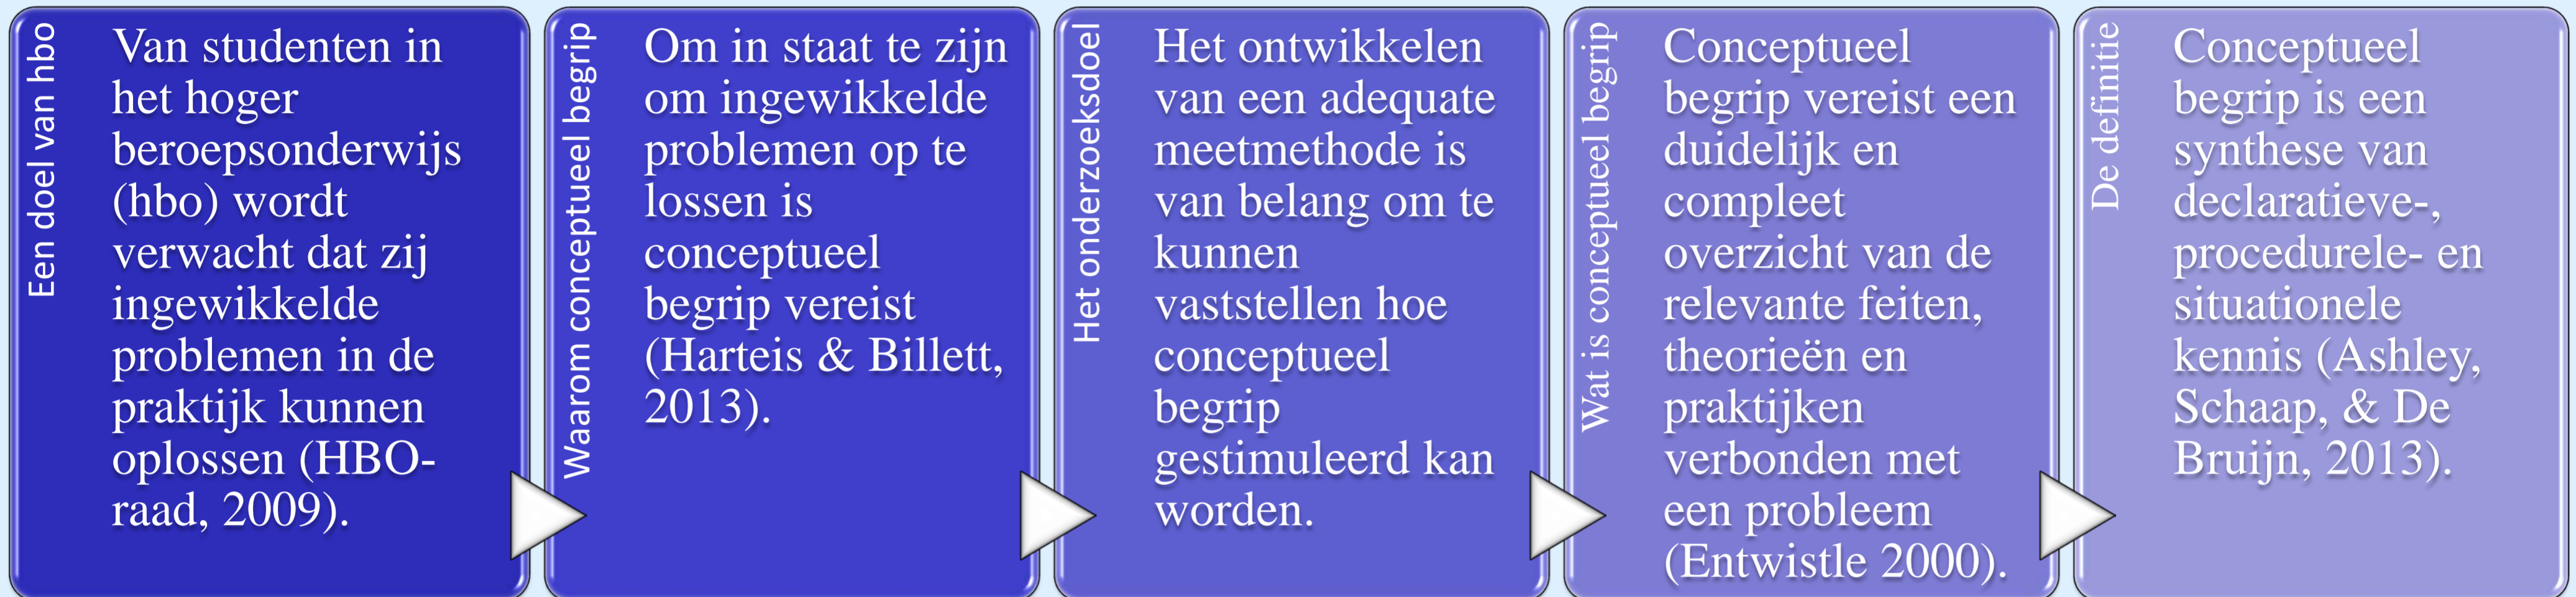 Een doel van hbo
Van studenten in
het hoger
beroepsonderwijs
(hbo) wordt
verwacht dat zij
ingewikkelde
problemen in de
praktijk kunnen
oplossen (HBO-
raad, 2009).
Waarom conceptueel begrip
Om in staat te zijn
om ingewikkelde
problemen op te
lossen is
conceptueel
begrip vereist
(Harteis & Billett,
2013).
Het onderzoeksdoel
Het ontwikkelen
van een adequate
meetmethode is
van belang om te
kunnen
vaststellen hoe
conceptueel
begrip
gestimuleerd kan
worden.
Wat is conceptueel begrip
Conceptueel
begrip vereist een
duidelijk en
compleet
overzicht van de
relevante feiten,
theorieën en
praktijken
verbonden met
een probleem
(Entwistle 2000).
De definitie
Conceptueel
begrip is een
synthese van
declaratieve-,
procedurele- en
situationele
kennis (Ashley,
Schaap, & De
Bruijn, 2013).